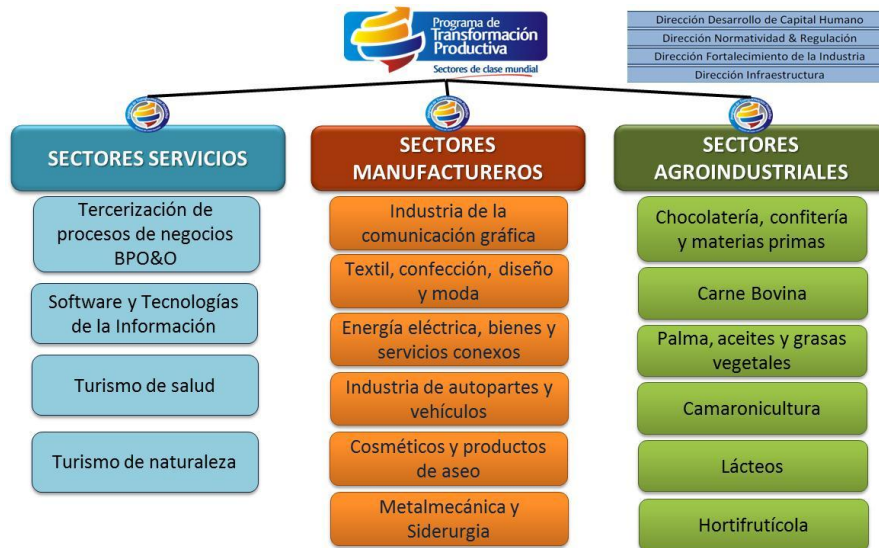 Programa de
Transformación
Productiva
Sectores de clase mundial
Dirección Desarrollo de Capital Humano
Dirección Normatividad & Regulación
Dirección Fortalecimiento de la Industria
Dirección Infraestructura
SECTORES SERVICIOS
Tercerización de
procesos de negocios
BPO&O
Software y Tecnologías
de la Información
Turismo de salud
Turismo de naturaleza
SECTORES
MANUFACTUREROS
Industria de la
comunicación gráfica
Textil, confección, diseño
y moda
Energía eléctrica, bienes y
servicios conexos
Industria de autopartes y
vehículos
Cosméticos y productos
de aseo
Metalmecánica y
Siderurgia
SECTORES
AGROINDUSTRIALES
Chocolatería, confitería
y materias primas
Carne Bovina
Palma, aceites y grasas
vegetales
Camaronicultura
Lácteos
Hortifrutícola